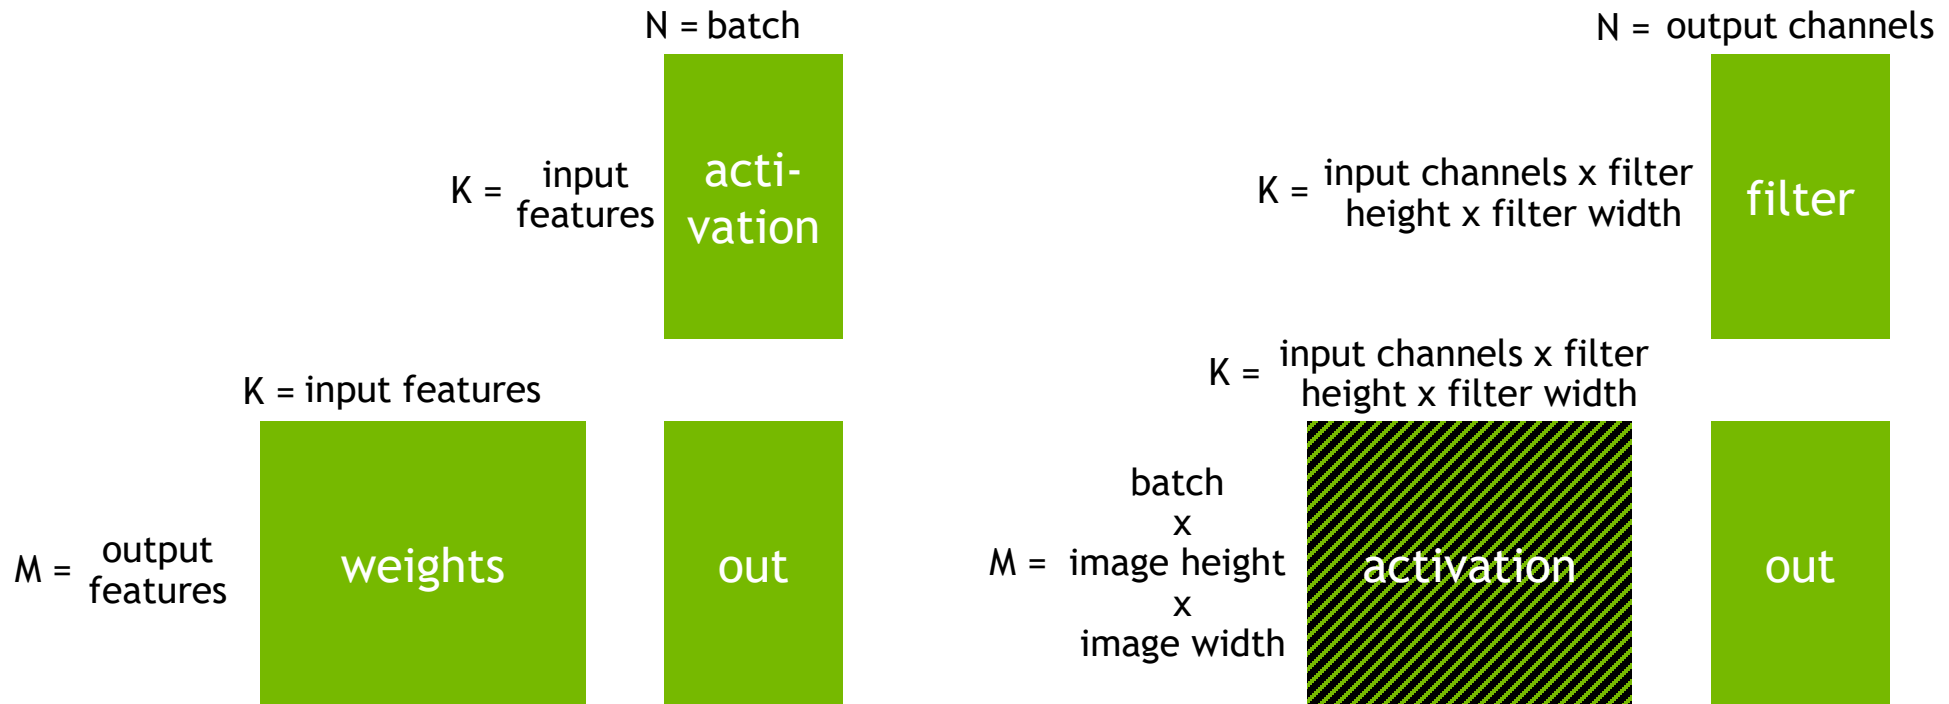 N = batch
K = input
features
acti-
vation
K = input features
M = output
features
weights
out
N = output channels
K = input channels x filter
height x filter width
filter
K = input channels x filter
height x filter width
batch
x
M = image height
x
image width
activation
out